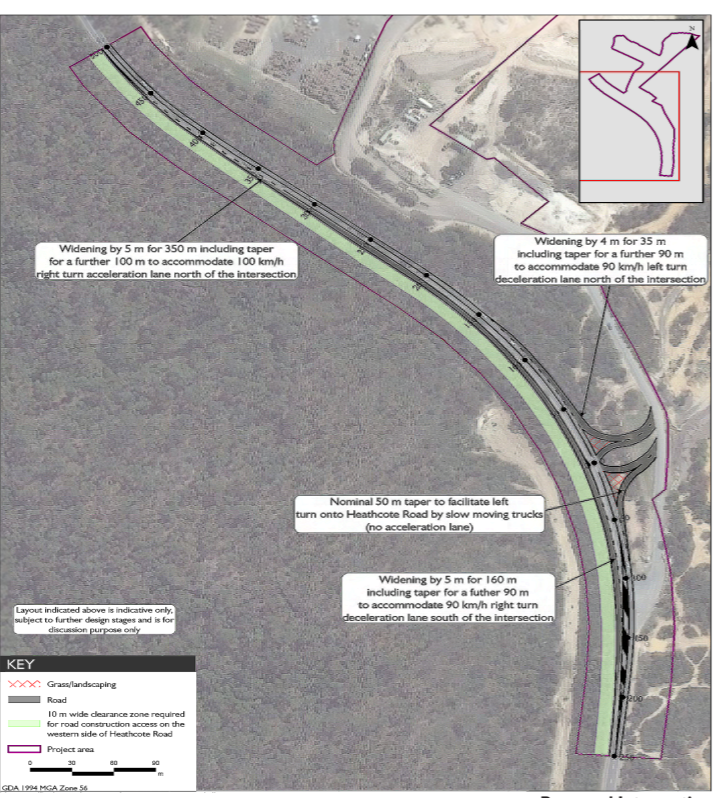 N
Widening by 5 m for 350 m including taper
for a further 100 m to accommodate 100 km/h
right turn acceleration lane north of the intersection
Widening by 4 m for 35 m
including taper for a further 90 m
to accommodate 90 km/h left turn
deceleration lane north of the intersection
Nominal 50 m taper to facilitate left
turn onto Heathcote Road by slow moving trucks
(no acceleration lane)
Widening by 5 m for 160 m
including taper for a futher 90 m
to accommodate 90 km/h right turn
deceleration lane south of the intersection
100
150
200
250
Layout indicated above is indicative only,
subject to further design stages and is for
discussion purpose only
KEY
Grass/landscaping
Road
10 m wide clearance zone required
for road construction access on the
western side of Heathcote Road
Project area
0 30 60 90
m
GDA 1994 MGA Zone 56